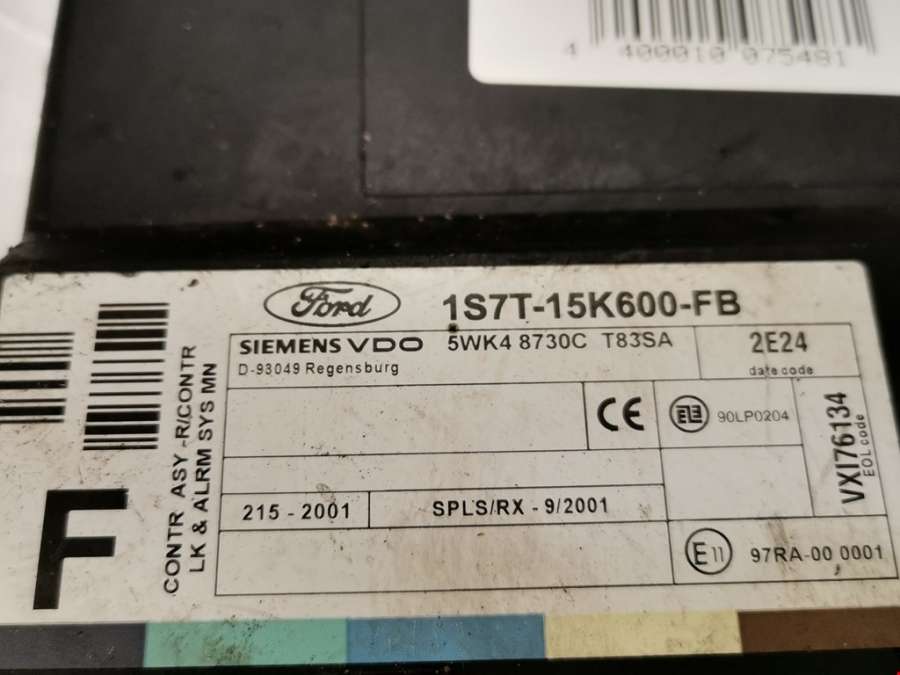 4 400010 075481
Ford 1S7T-15K600-FB
SIEMENS VDO 5WK4 8730C T83SA 2E24
D-93049 Regensburg date code
CE 90LP0204
VXI76134
EOL code
215 - 2001 SPLS/RX - 9/2001
E11 97RA-00 0001
CONTR ASY -R/CONTR
LK & ALRM SYS MN
F